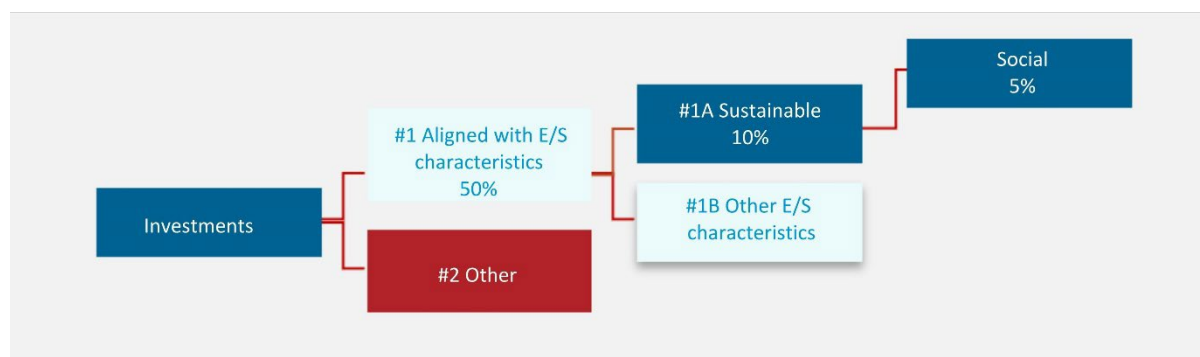 Social
5%
#1A Sustainable
10%
#1 Aligned with E/S
characteristics
50%
#1B Other E/S
characteristics
Investments
#2 Other